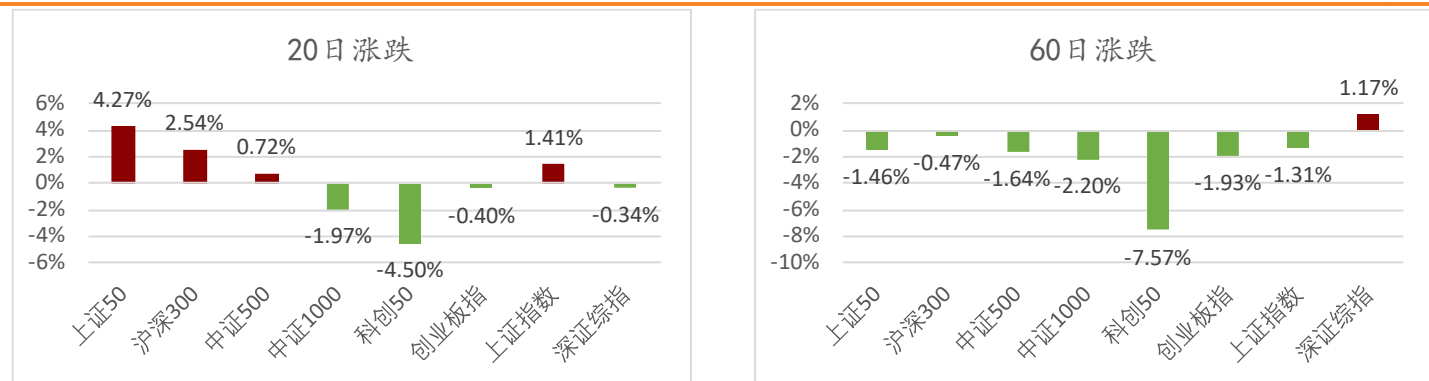 20日涨跌
6%
4%
2%
0%
-2%
-4%
-6%
4.27%
2.54%
0.72%
-1.97%
-4.50%
-0.40%
1.41%
-0.34%
上证50
沪深300
中证500
中证1000
科创50
创业板指
上证指数
深证综指
60日涨跌
2%
0%
-2%
-4%
-6%
-8%
-10%
-1.46%
-0.47%
-1.64%
-2.20%
-7.57%
-1.93%
-1.31%
1.17%
上证50
沪深300
中证500
中证1000
科创50
创业板指
上证指数
深证综指